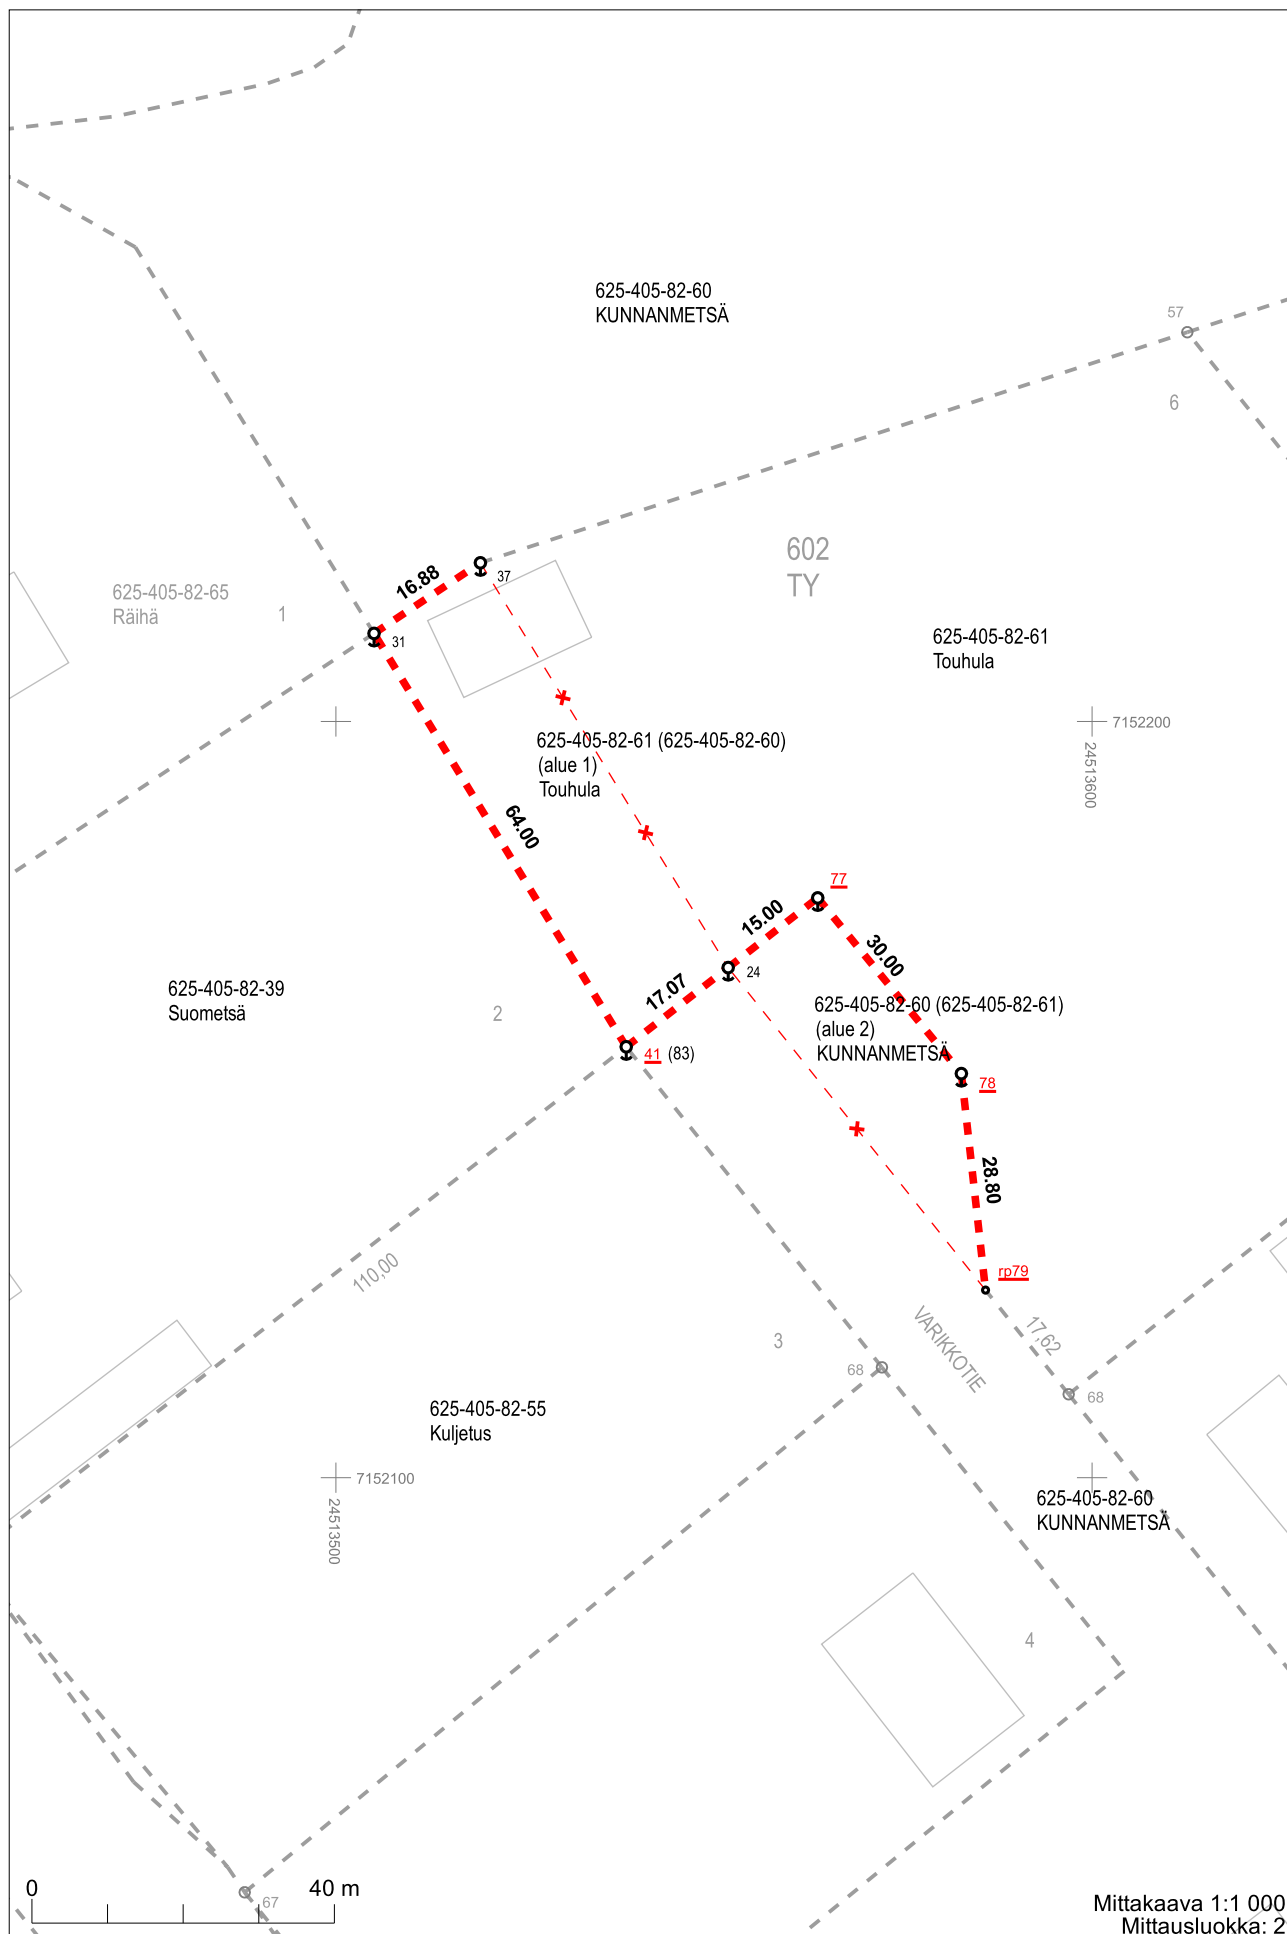 625-405-82-60
KUNNANMETSÄ
57
6
602
TY
16.88
37
625-405-82-65
Räihä
1
31
625-405-82-61
Touhula
7152200
24513600
625-405-82-61 (625-405-82-60)
(alue 1)
Touhula
64.00
77
15.00
30.00
24
17.07
625-405-82-39
Suometsä
2
625-405-82-60 (625-405-82-61)
(alue 2)
KUNNANMETSÄ
41 (83)
78
28.80
110,00
rp79
VARIKKOTIE
17,62
3
68
68
625-405-82-55
Kuljetus
7152100
24513500
625-405-82-60
KUNNANMETSÄ
4
0 40 m
67
Mittakaava 1:1 000
Mittausluokka: 2